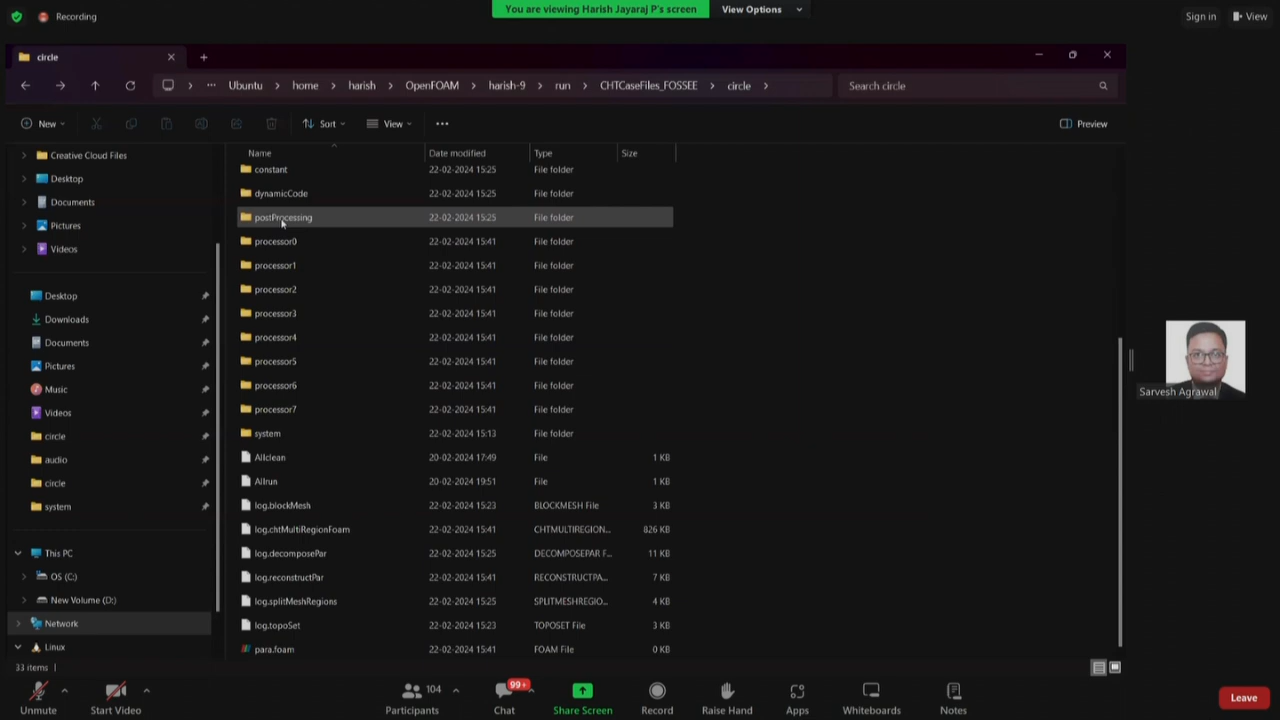 Recording
You are viewing Harish Jayaraj P's screen
View Options
Sign in
View
circle
Ubuntu
home
harish
OpenFOAM
harish-9
run
CHTCaseFiles_FOSSEE
circle
Search circle
New
Sort
View
Preview
Name Date modified Type Size
Creative Cloud Files
Desktop
Documents
Pictures
Videos
Desktop
Downloads
Documents
Pictures
Music
Videos
circle
audio
circle
system
This PC
OS (C:)
New Volume (D:)
Network
Linux
constant 22-02-2024 15:25 File folder
dynamicCode 22-02-2024 15:25 File folder
postProcessing 22-02-2024 15:25 File folder
processor0 22-02-2024 15:41 File folder
processor1 22-02-2024 15:41 File folder
processor2 22-02-2024 15:41 File folder
processor3 22-02-2024 15:41 File folder
processor4 22-02-2024 15:41 File folder
processor5 22-02-2024 15:41 File folder
processor6 22-02-2024 15:41 File folder
processor7 22-02-2024 15:41 File folder
system 22-02-2024 15:13 File folder
Allclean 20-02-2024 17:49 File 1 KB
Allrun 20-02-2024 19:51 File 1 KB
log.blockMesh 22-02-2024 15:23 BLOCKMESH File 3 KB
log.chtMultiRegionFoam 22-02-2024 15:41 CHTMULTIREGION... 826 KB
log.decomposePar 22-02-2024 15:25 DECOMPOSEPAR F... 11 KB
log.reconstructPar 22-02-2024 15:41 RECONSTRUCTPA... 7 KB
log.splitMeshRegions 22-02-2024 15:25 SPLITMESHREGIO... 4 KB
log.topoSet 22-02-2024 15:23 TOPOSET File 3 KB
para.foam 22-02-2024 15:41 FOAM File 0 KB
33 items
Sarvesh Agrawal
Unmute
Start Video
104
Participants
99+
Chat
Share Screen
Record
Raise Hand
Apps
Whiteboards
Notes
Leave